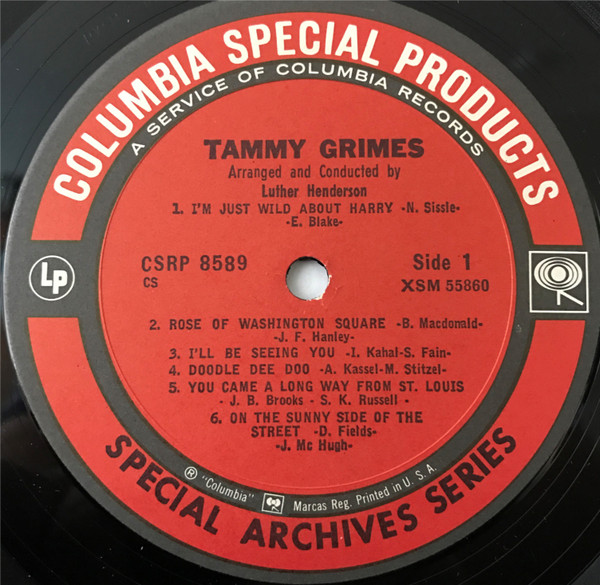 COLUMBIA SPECIAL PRODUCTS
A SERVICE OF COLUMBIA RECORDS
TAMMY GRIMES
Arranged and Conducted by
Luther Henderson
1. I'M JUST WILD ABOUT HARRY -N. Sissle-
-E. Blake-
Lp
CSRP 8589
CS
Side 1
XSM 55860
2. ROSE OF WASHINGTON SQUARE -B. Macdonald-
-J. F. Hanley-
3. I'LL BE SEEING YOU -I. Kahal-S. Fain-
4. DOODLE DEE DOO -A. Kassel-M. Stitzel-
5. YOU CAME A LONG WAY FROM ST. LOUIS
- J. B. Brooks - S. K. Russell -
6. ON THE SUNNY SIDE OF THE
STREET -D. Fields-
-J. Mc Hugh-
® "Columbia" Marcas Reg. Printed in U. S. A.
SPECIAL ARCHIVES SERIES